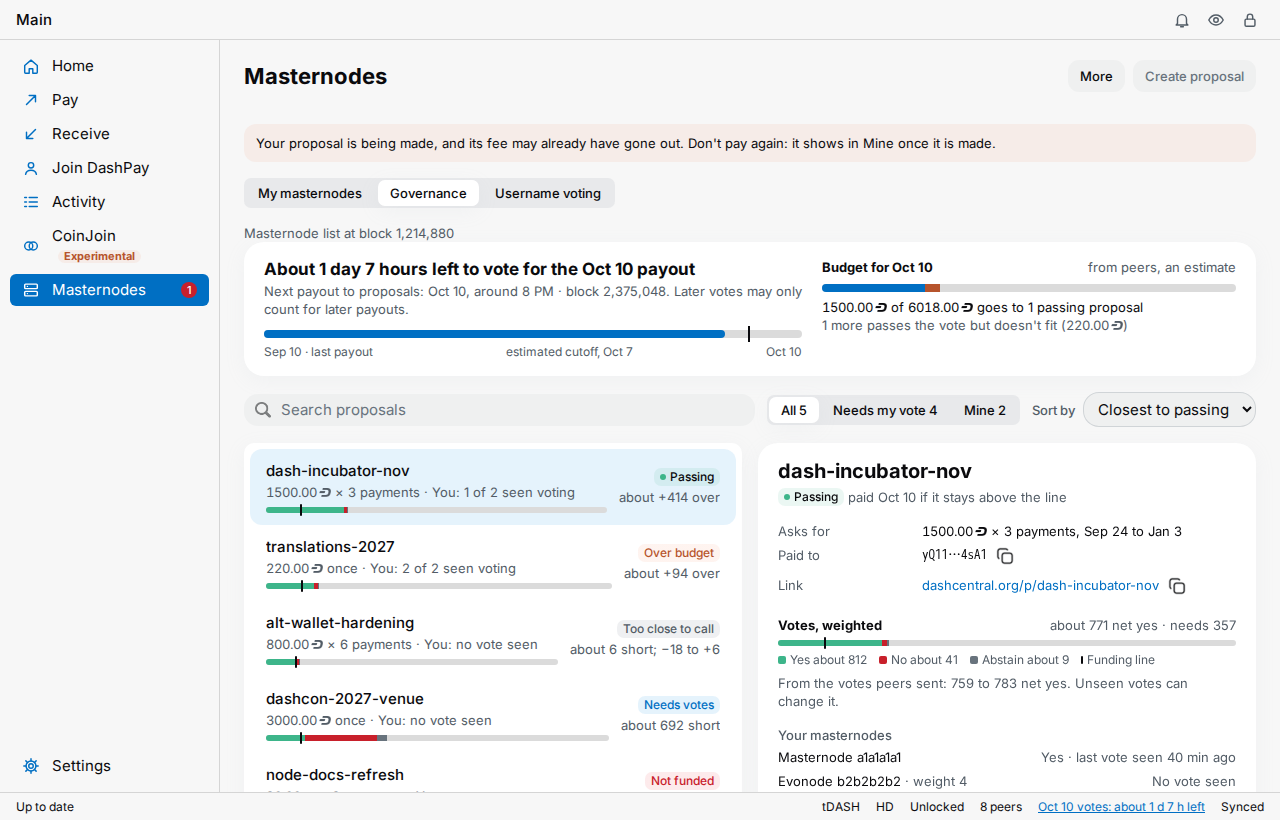 Main
Home
Pay
Receive
Join DashPay
Activity
CoinJoin
Experimental
Masternodes 1
Settings
Masternodes
More
Create proposal
Your proposal is being made, and its fee may already have gone out. Don't pay again: it shows in Mine once it is made.
My masternodes
Governance
Username voting
Masternode list at block 1,214,880
About 1 day 7 hours left to vote for the Oct 10 payout
Next payout to proposals: Oct 10, around 8 PM · block 2,375,048. Later votes may only
count for later payouts.
Sep 10 · last payout
estimated cutoff, Oct 7
Oct 10
Budget for Oct 10
from peers, an estimate
1500.00 of 6018.00 goes to 1 passing proposal
1 more passes the vote but doesn't fit (220.00)
Search proposals
All 5
Needs my vote 4
Mine 2
Sort by
Closest to passing
dash-incubator-nov
Passing
1500.00 × 3 payments · You: 1 of 2 seen voting
about +414 over
translations-2027
Over budget
220.00 once · You: 2 of 2 seen voting
about +94 over
alt-wallet-hardening
Too close to call
800.00 × 6 payments · You: no vote seen
about 6 short; −18 to +6
dashcon-2027-venue
Needs votes
3000.00 once · You: no vote seen
about 692 short
node-docs-refresh
Not funded
dash-incubator-nov
Passing paid Oct 10 if it stays above the line
Asks for
1500.00 × 3 payments, Sep 24 to Jan 3
Paid to
yQ11···4sA1
Link
dashcentral.org/p/dash-incubator-nov
Votes, weighted
about 771 net yes · needs 357
Yes about 812
No about 41
Abstain about 9
Funding line
From the votes peers sent: 759 to 783 net yes. Unseen votes can
change it.
Your masternodes
Masternode a1a1a1a1
Yes · last vote seen 40 min ago
Evonode b2b2b2b2 · weight 4
No vote seen
Up to date
tDASH
HD
Unlocked
8 peers
Oct 10 votes: about 1 d 7 h left
Synced